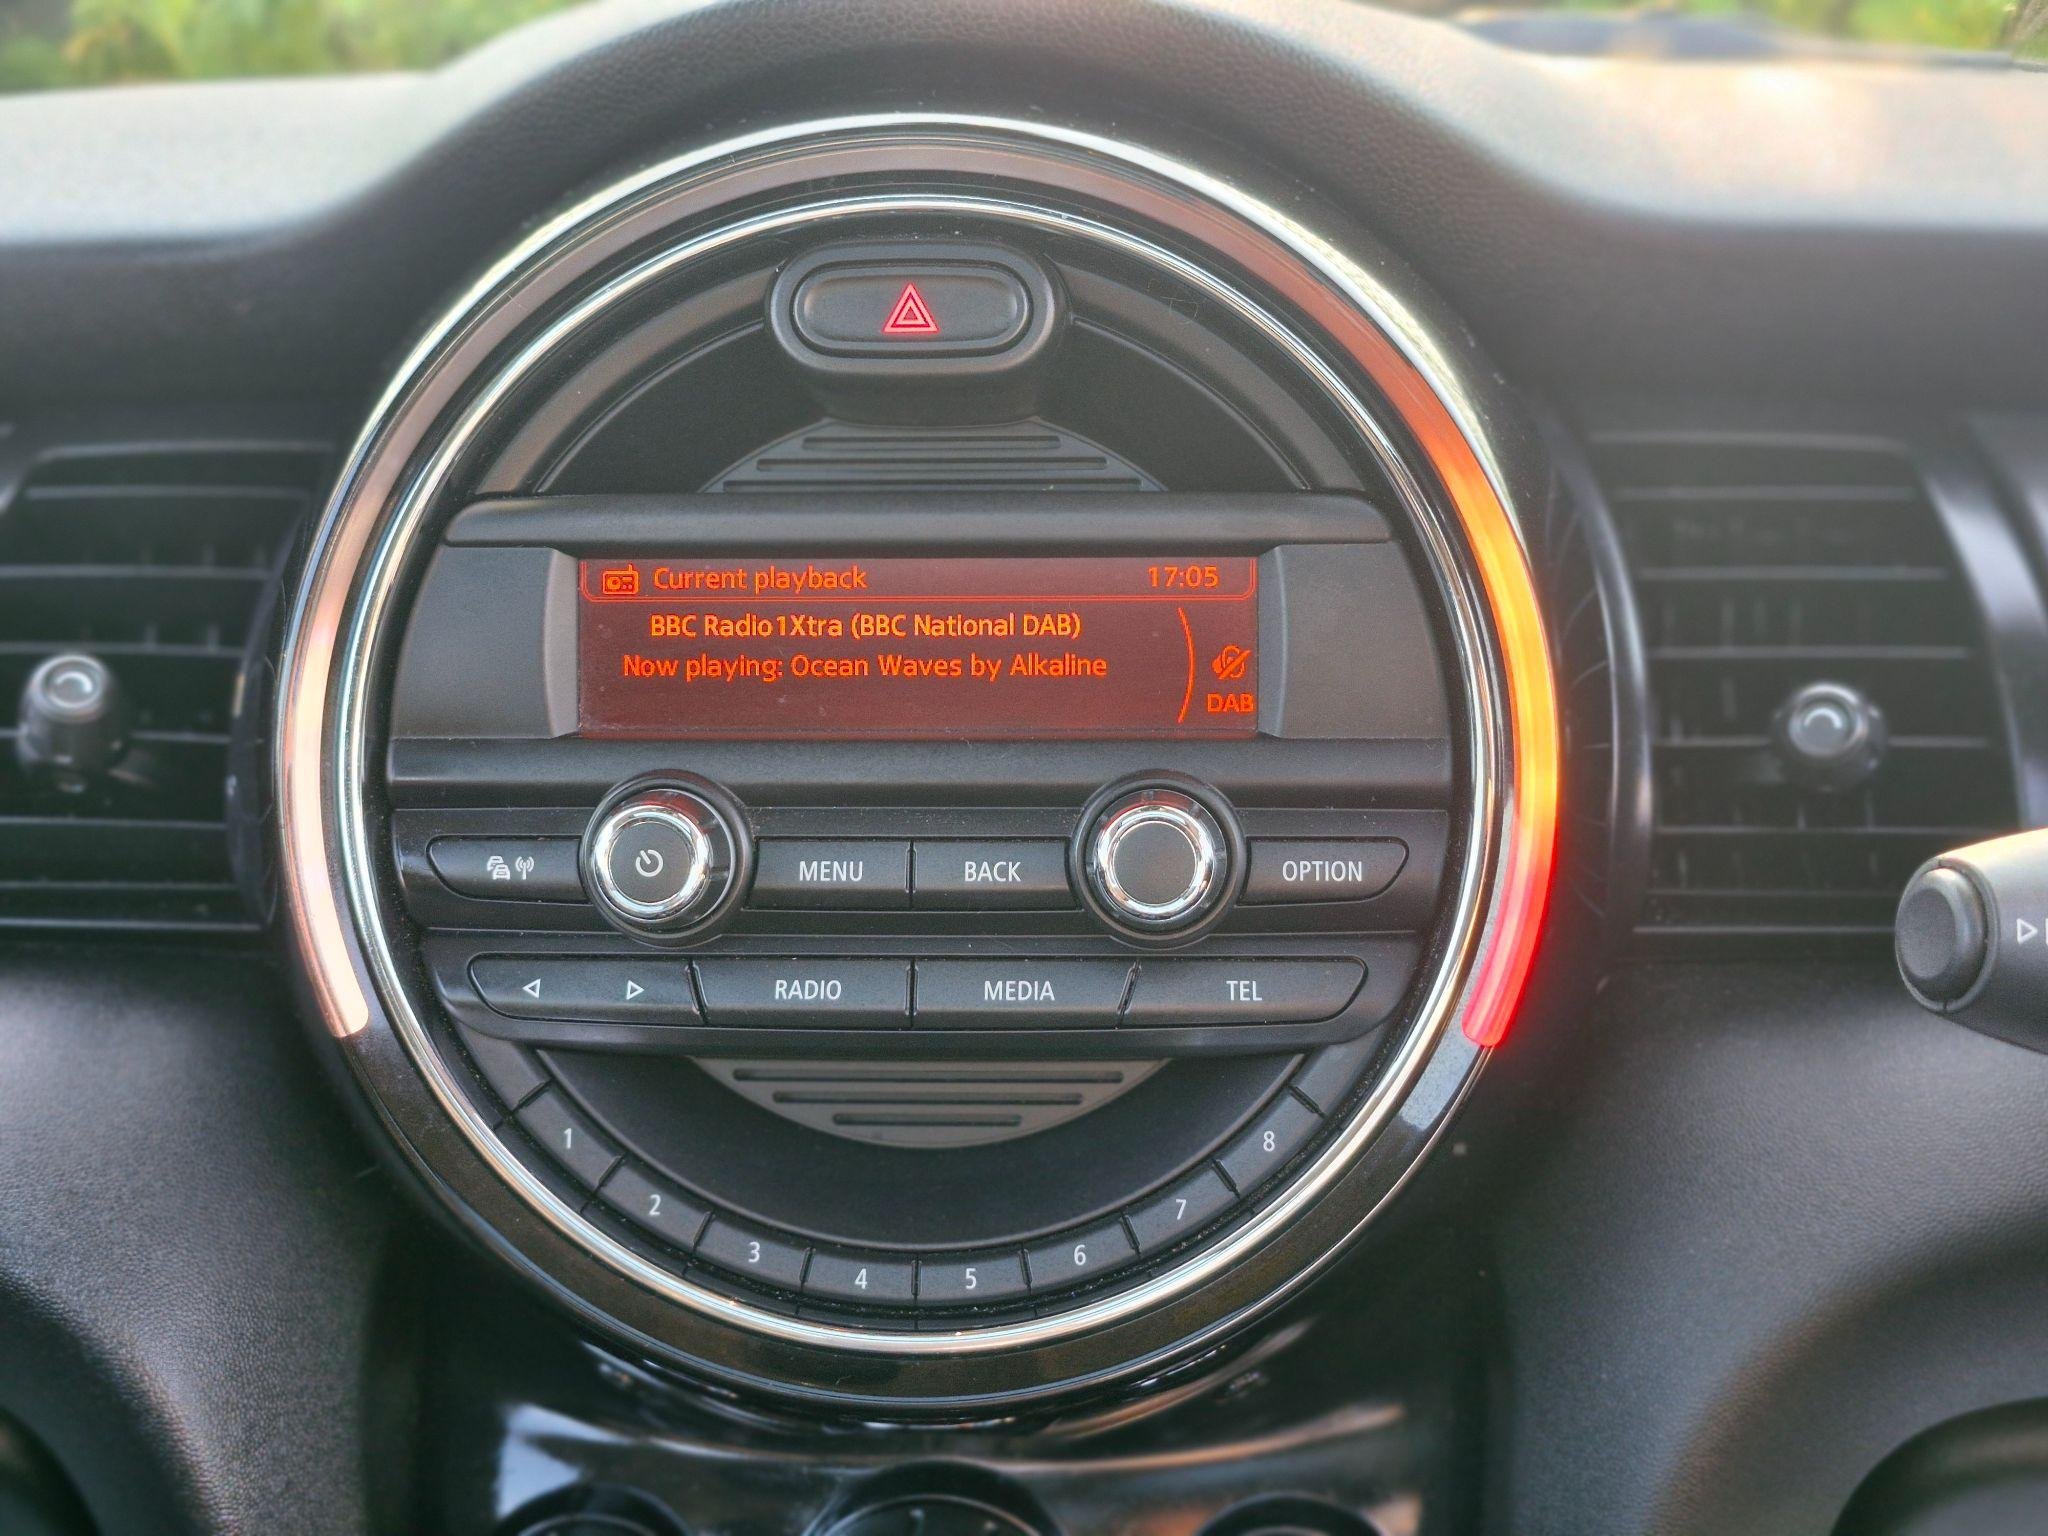 Current playback 17:05
BBC Radio1Xtra (BBC National DAB)
Now playing: Ocean Waves by Alkaline
DAB
MENU BACK OPTION
RADIO MEDIA TEL
1 2 3 4 5 6 7 8